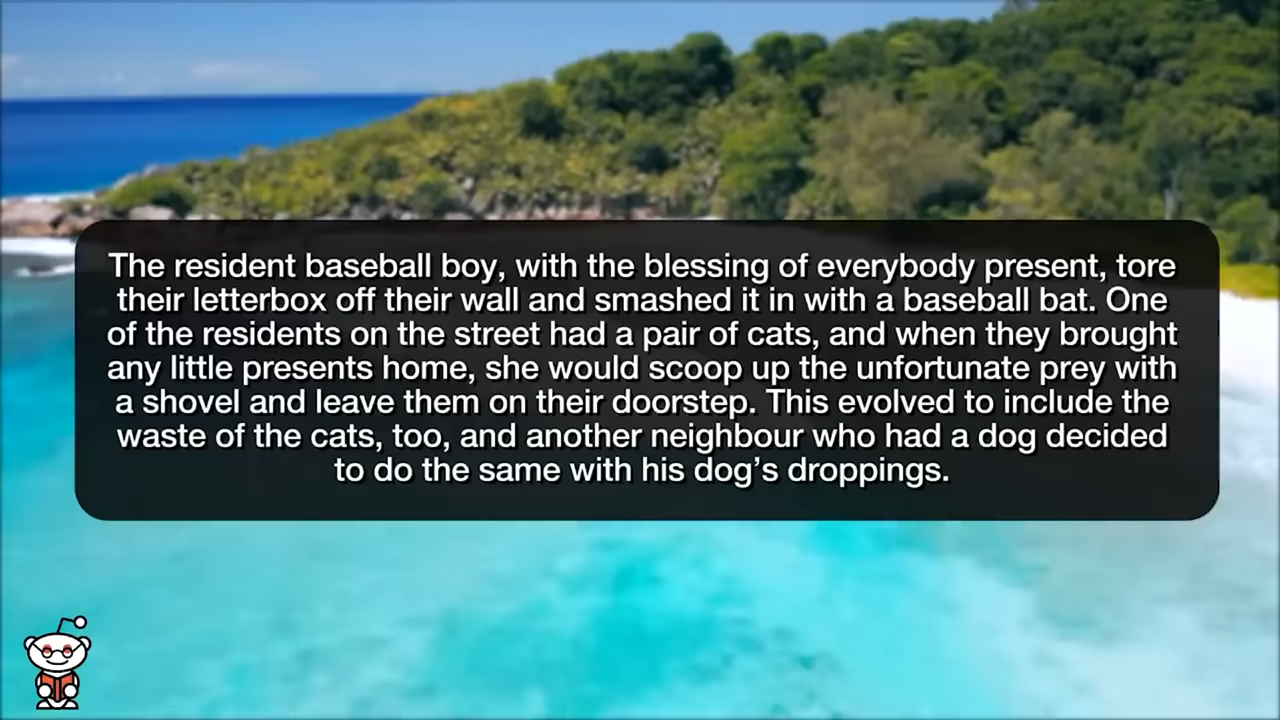 The resident baseball boy, with the blessing of everybody present, tore
their letterbox off their wall and smashed it in with a baseball bat. One
of the residents on the street had a pair of cats, and when they brought
any little presents home, she would scoop up the unfortunate prey with
a shovel and leave them on their doorstep. This evolved to include the
waste of the cats, too, and another neighbour who had a dog decided
to do the same with his dog’s droppings.